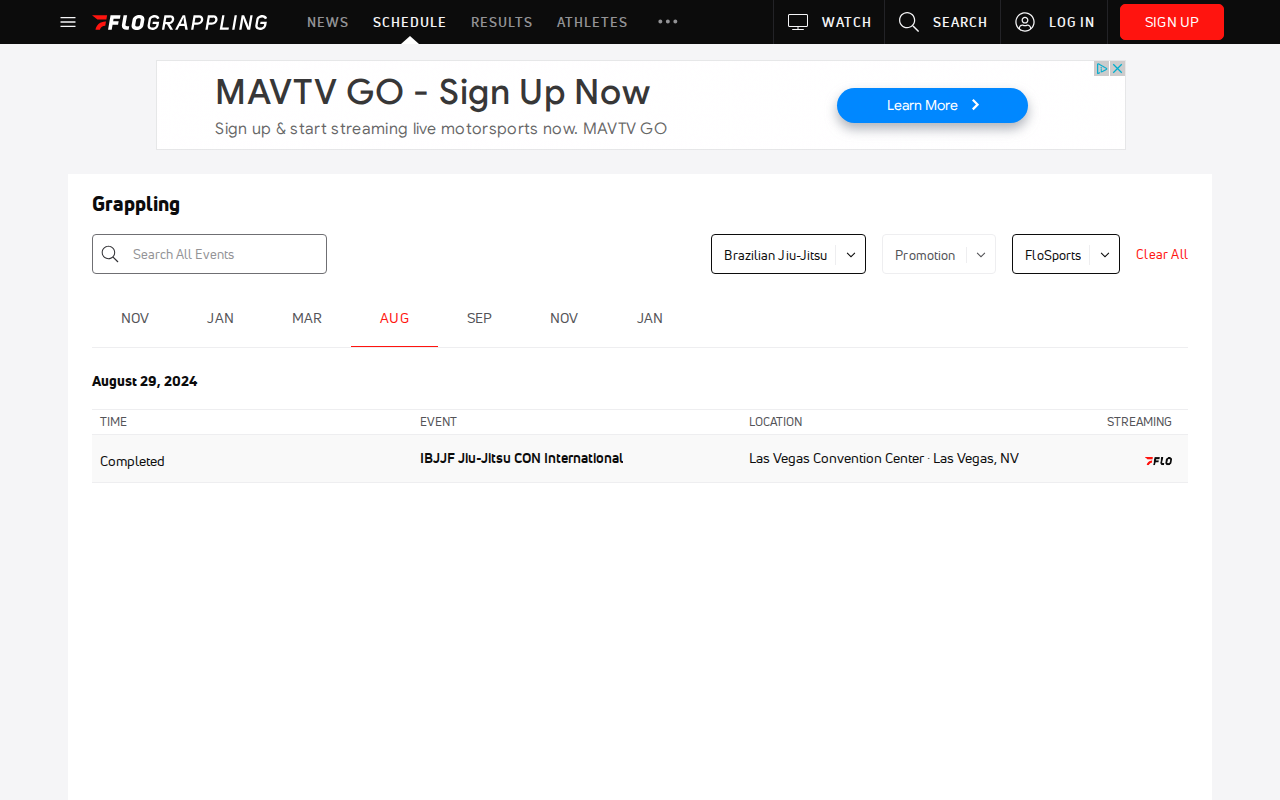 FLOGRAPPLING NEWS SCHEDULE RESULTS ATHLETES WATCH SEARCH LOG IN SIGN UP
MAVTV GO - Sign Up Now
Sign up & start streaming live motorsports now. MAVTV GO
Learn More
Grappling
Search All Events Brazilian Jiu-Jitsu Promotion FloSports Clear All
NOV JAN MAR AUG SEP NOV JAN
August 29, 2024
TIME EVENT LOCATION STREAMING
Completed IBJJF Jiu-Jitsu CON International Las Vegas Convention Center · Las Vegas, NV FLO